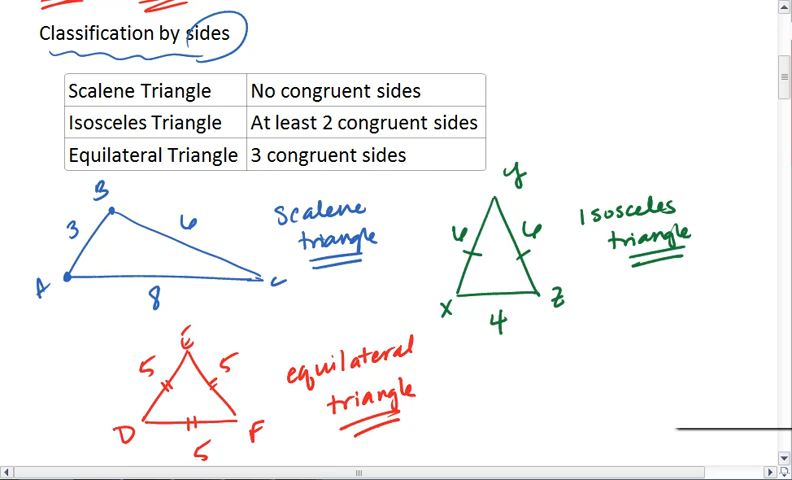 Classification by sides
Scalene Triangle No congruent sides
Isosceles Triangle At least 2 congruent sides
Equilateral Triangle 3 congruent sides
B
3
6
A
C
8
Scalene
triangle
Y
6
6
X
Z
4
Isosceles
triangle
E
5
5
D
F
5
equilateral
triangle